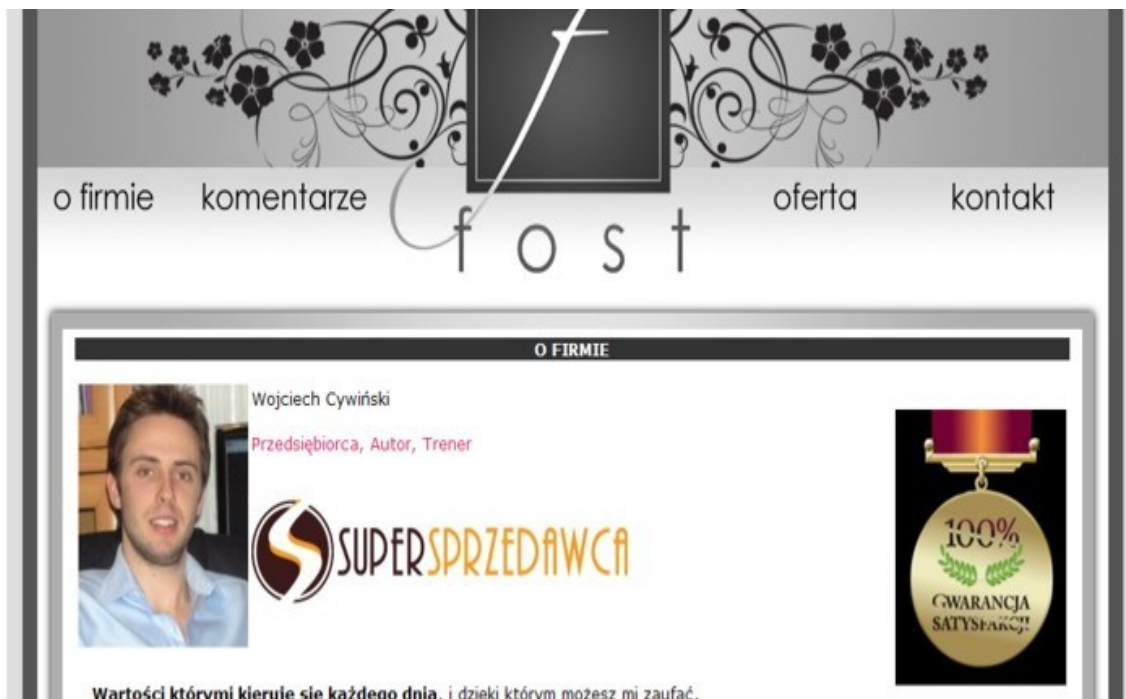 o firmie komentarze oferta kontakt
f
fost
O FIRMIE
Wojciech Cywiński
Przedsiębiorca, Autor, Trener
SUPERSPRZEDAWCA
100%
GWARANCJA
SATYSFAKCJI
Wartości którymi kieruję się każdego dnia, i dzięki którym możesz mi zaufać.